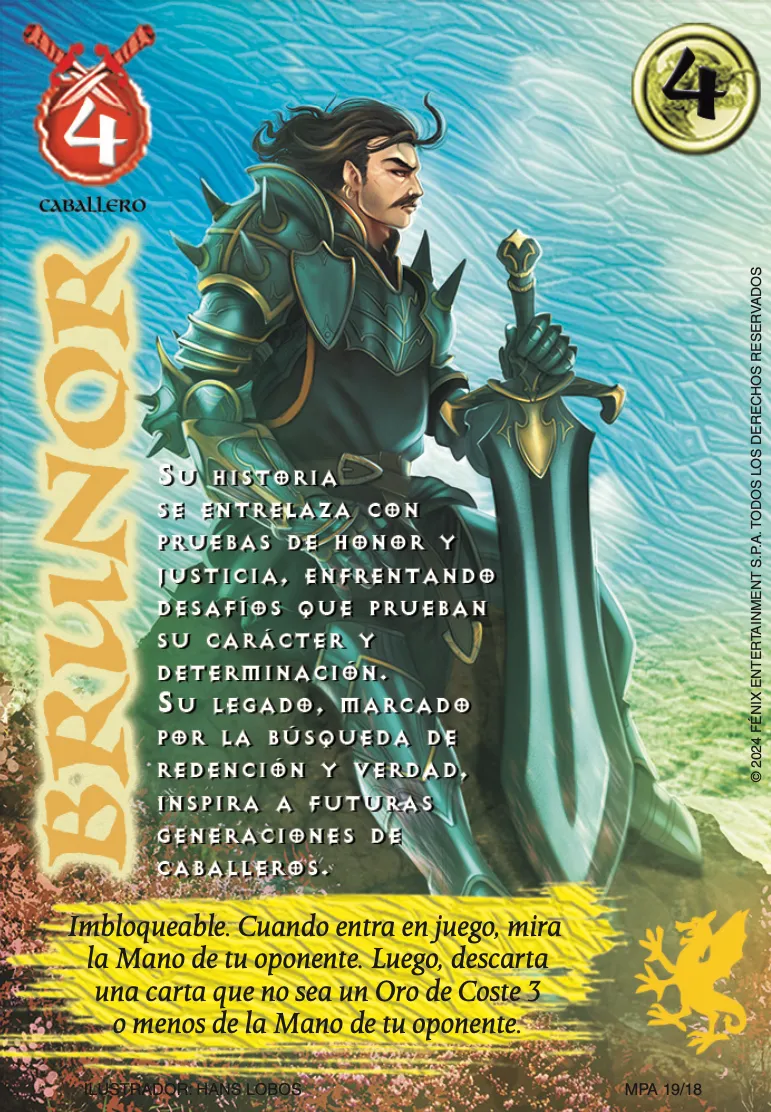 4
4
CABALLERO
BRUNOR
SU HISTORIA
SE ENTRELAZA CON
PRUEBAS DE HONOR Y
JUSTICIA, ENFRENTANDO
DESAFÍOS QUE PRUEBAN
SU CARÁCTER Y
DETERMINACIÓN.
SU LEGADO, MARCADO
POR LA BÚSQUEDA DE
REDENCIÓN Y VERDAD,
INSPIRA A FUTURAS
GENERACIONES DE
CABALLEROS.
© 2024 FÉNIX ENTERTAINMENT S.P.A. TODOS LOS DERECHOS RESERVADOS
Imbloqueable. Cuando entra en juego, mira
la Mano de tu oponente. Luego, descarta
una carta que no sea un Oro de Coste 3
o menos de la Mano de tu oponente.
ILUSTRADOR: HANS LOBOS
MPA 19/18